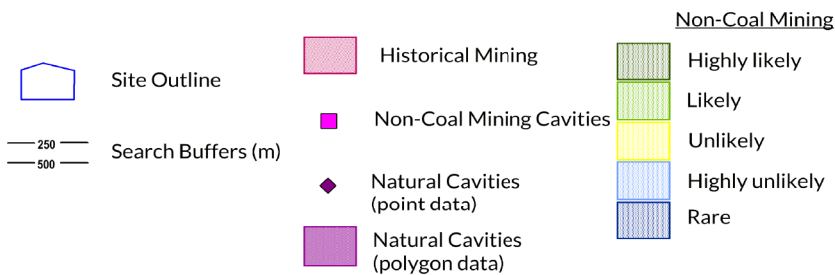 Site Outline
250
500
Search Buffers (m)
Historical Mining
Non-Coal Mining Cavities
Natural Cavities
(point data)
Natural Cavities
(polygon data)
Non-Coal Mining
Highly likely
Likely
Unlikely
Highly unlikely
Rare